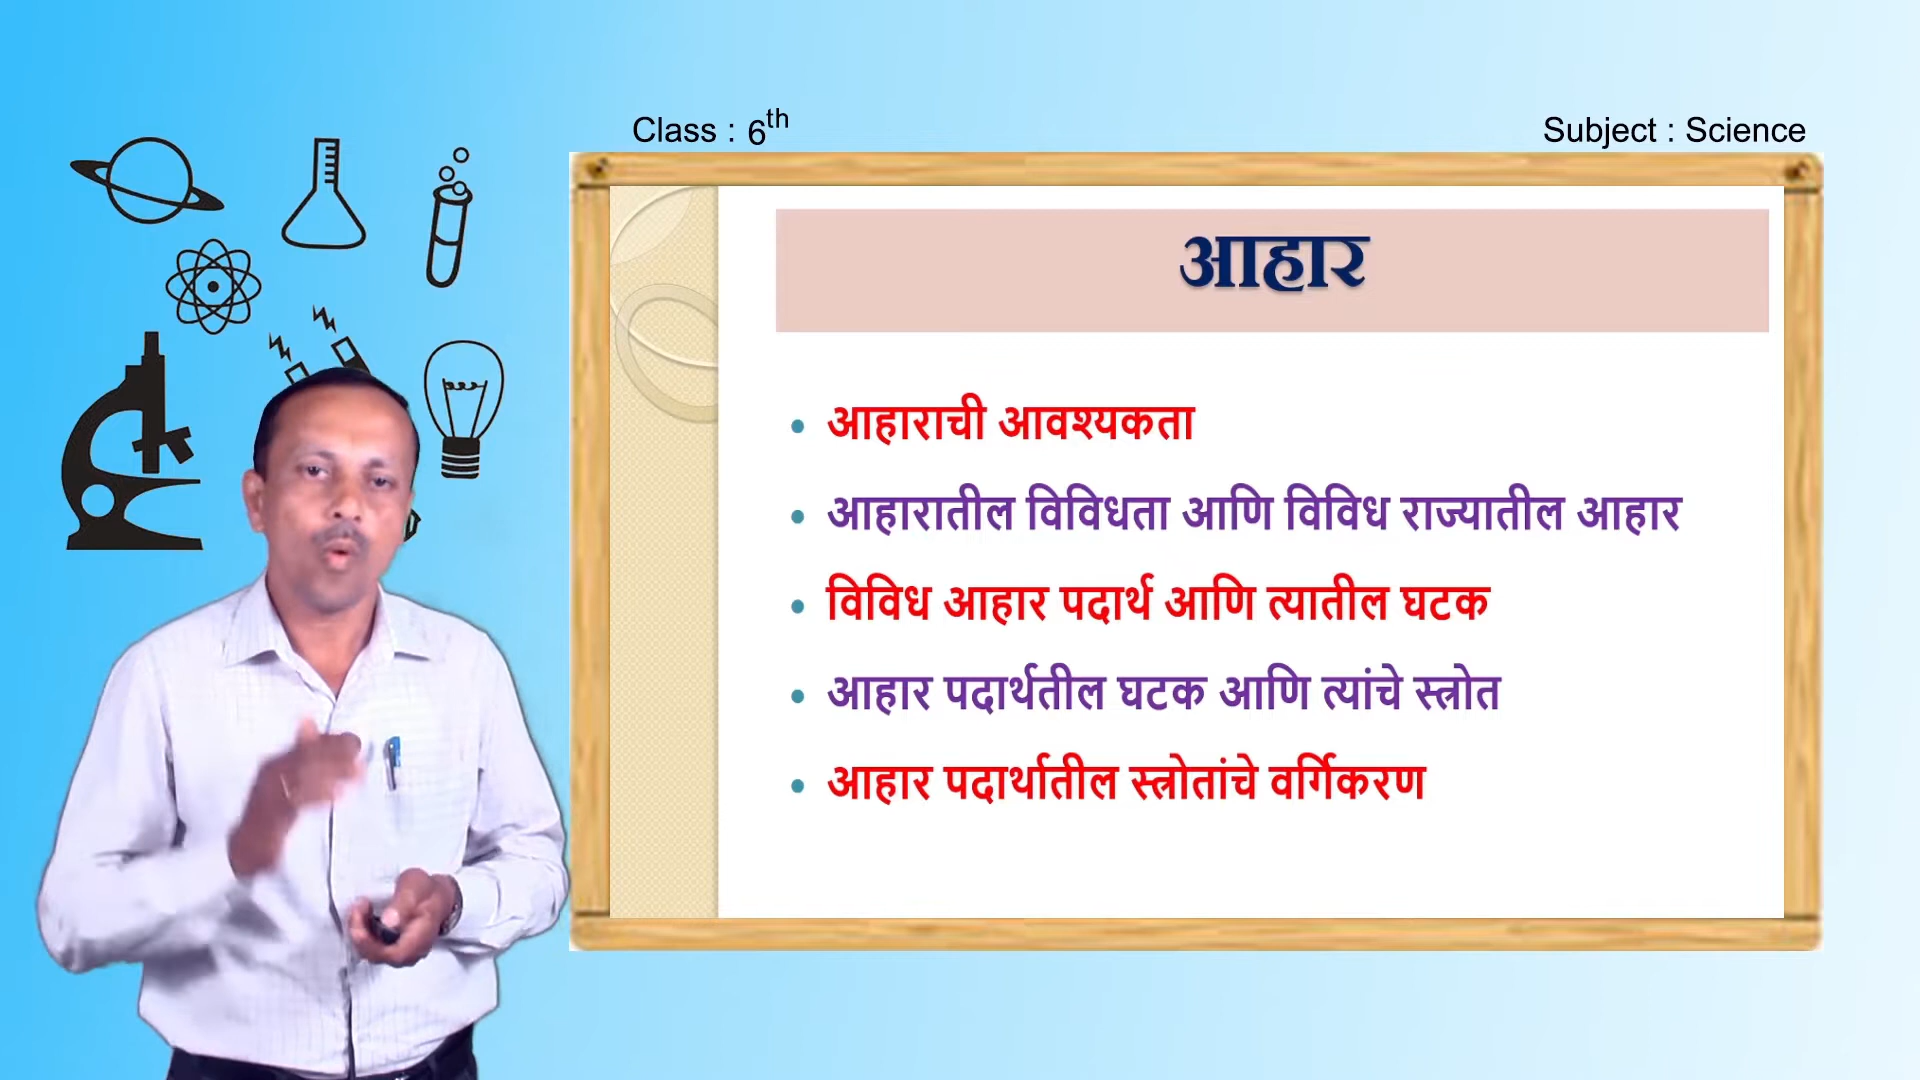 Class : 6th
Subject : Science
आहार
• आहाराची आवश्यकता
• आहारातील विविधता आणि विविध राज्यातील आहार
• विविध आहार पदार्थ आणि त्यातील घटक
• आहार पदार्थतील घटक आणि त्यांचे स्त्रोत
• आहार पदार्थातील स्त्रोतांचे वर्गिकरण